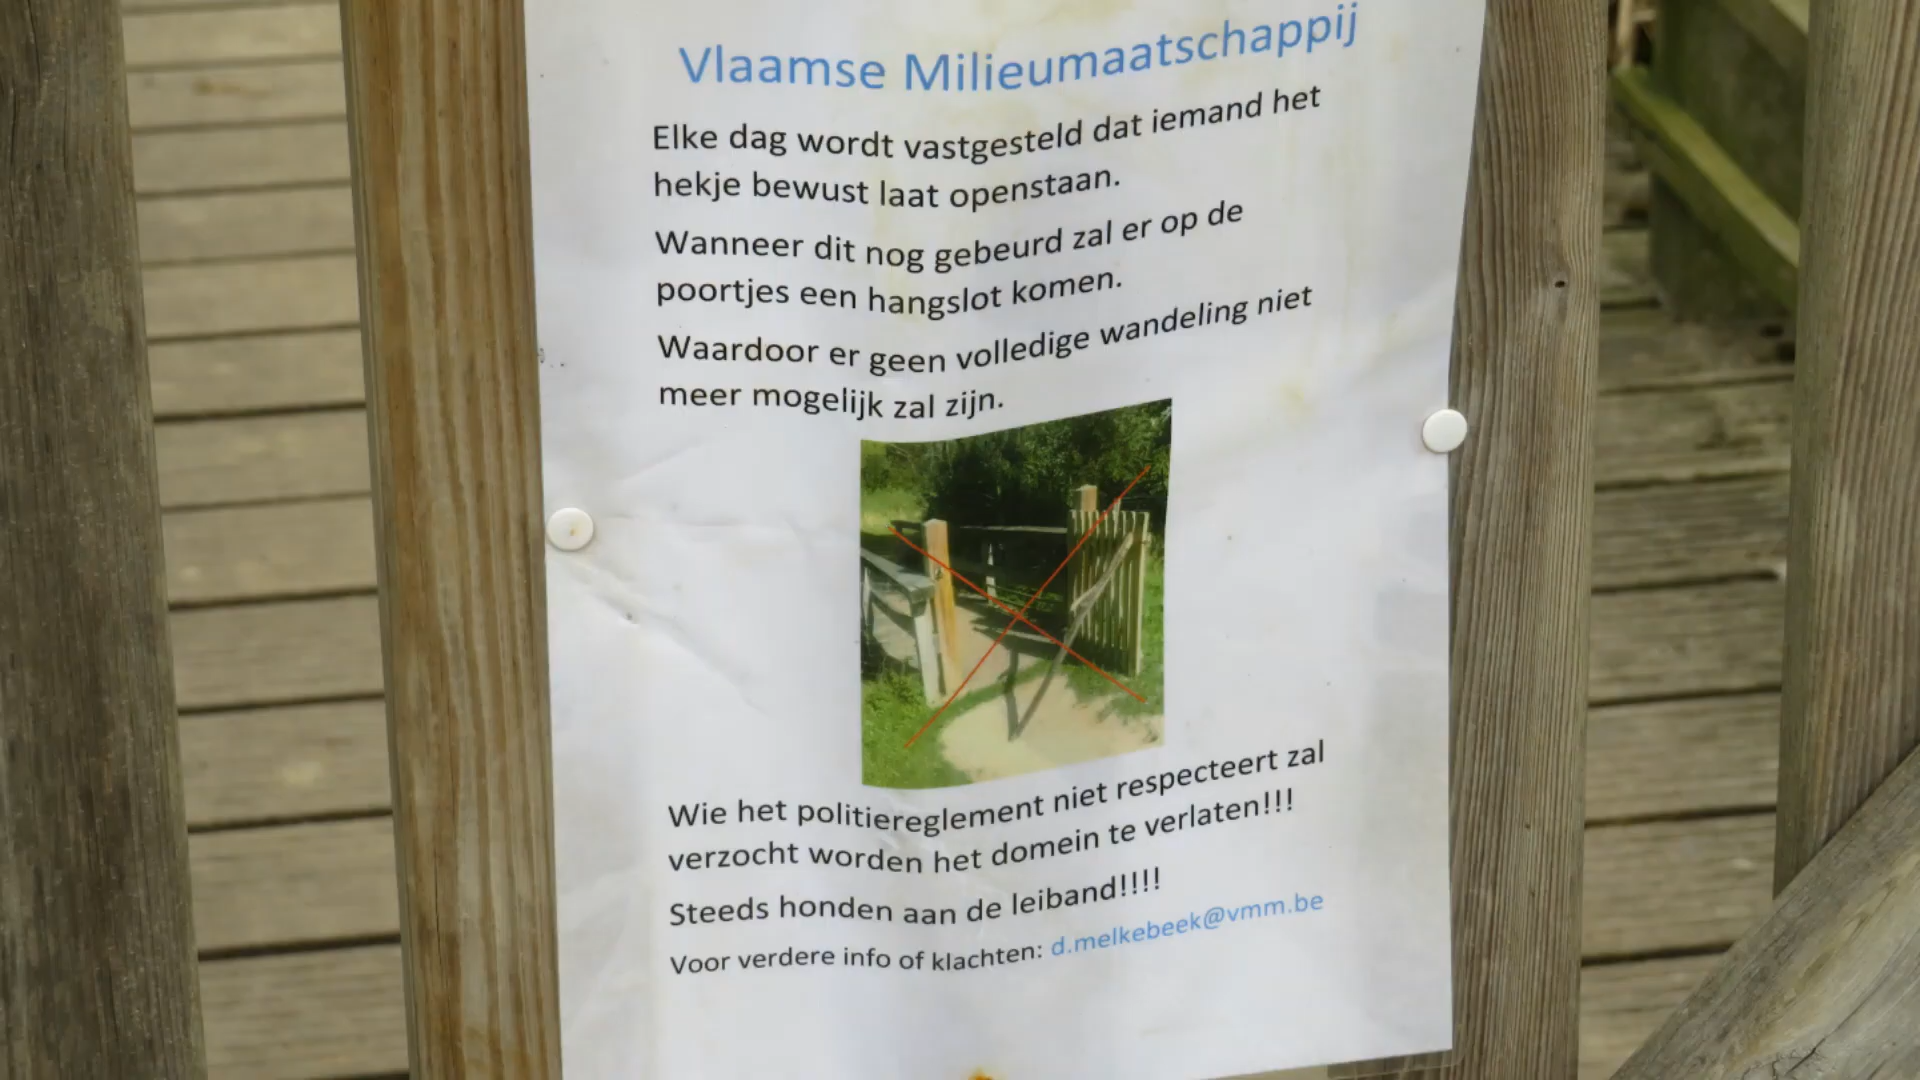 Vlaamse Milieumaatschappij
Elke dag wordt vastgesteld dat iemand het
hekje bewust laat openstaan.
Wanneer dit nog gebeurd zal er op de
poortjes een hangslot komen.
Waardoor er geen volledige wandeling niet
meer mogelijk zal zijn.
Wie het politiereglement niet respecteert zal
verzocht worden het domein te verlaten!!!
Steeds honden aan de leiband!!!!
Voor verdere info of klachten: d.melkebeek@vmm.be